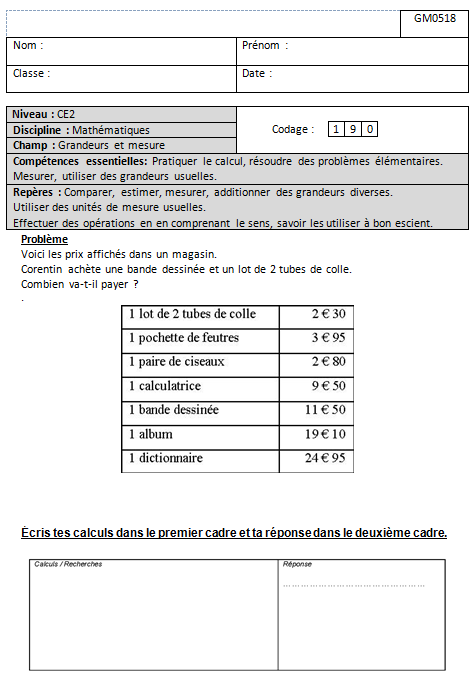 GM0518
Nom : Prénom :
Classe : Date :
Niveau : CE2
Discipline : Mathématiques
Champ : Grandeurs et mesure
Codage : 1 9 0
Compétences essentielles: Pratiquer le calcul, résoudre des problèmes élémentaires.
Mesurer, utiliser des grandeurs usuelles.
Repères : Comparer, estimer, mesurer, additionner des grandeurs diverses.
Utiliser des unités de mesure usuelles.
Effectuer des opérations en en comprenant le sens, savoir les utiliser à bon escient.
Problème
Voici les prix affichés dans un magasin.
Corentin achète une bande dessinée et un lot de 2 tubes de colle.
Combien va-t-il payer ?
.
1 lot de 2 tubes de colle 2 € 30
1 pochette de feutres 3 € 95
1 paire de ciseaux 2 € 80
1 calculatrice 9 € 50
1 bande dessinée 11 € 50
1 album 19 € 10
1 dictionnaire 24 € 95
Écris tes calculs dans le premier cadre et ta réponse dans le deuxième cadre.
Calculs / Recherches Réponse
………………………………………